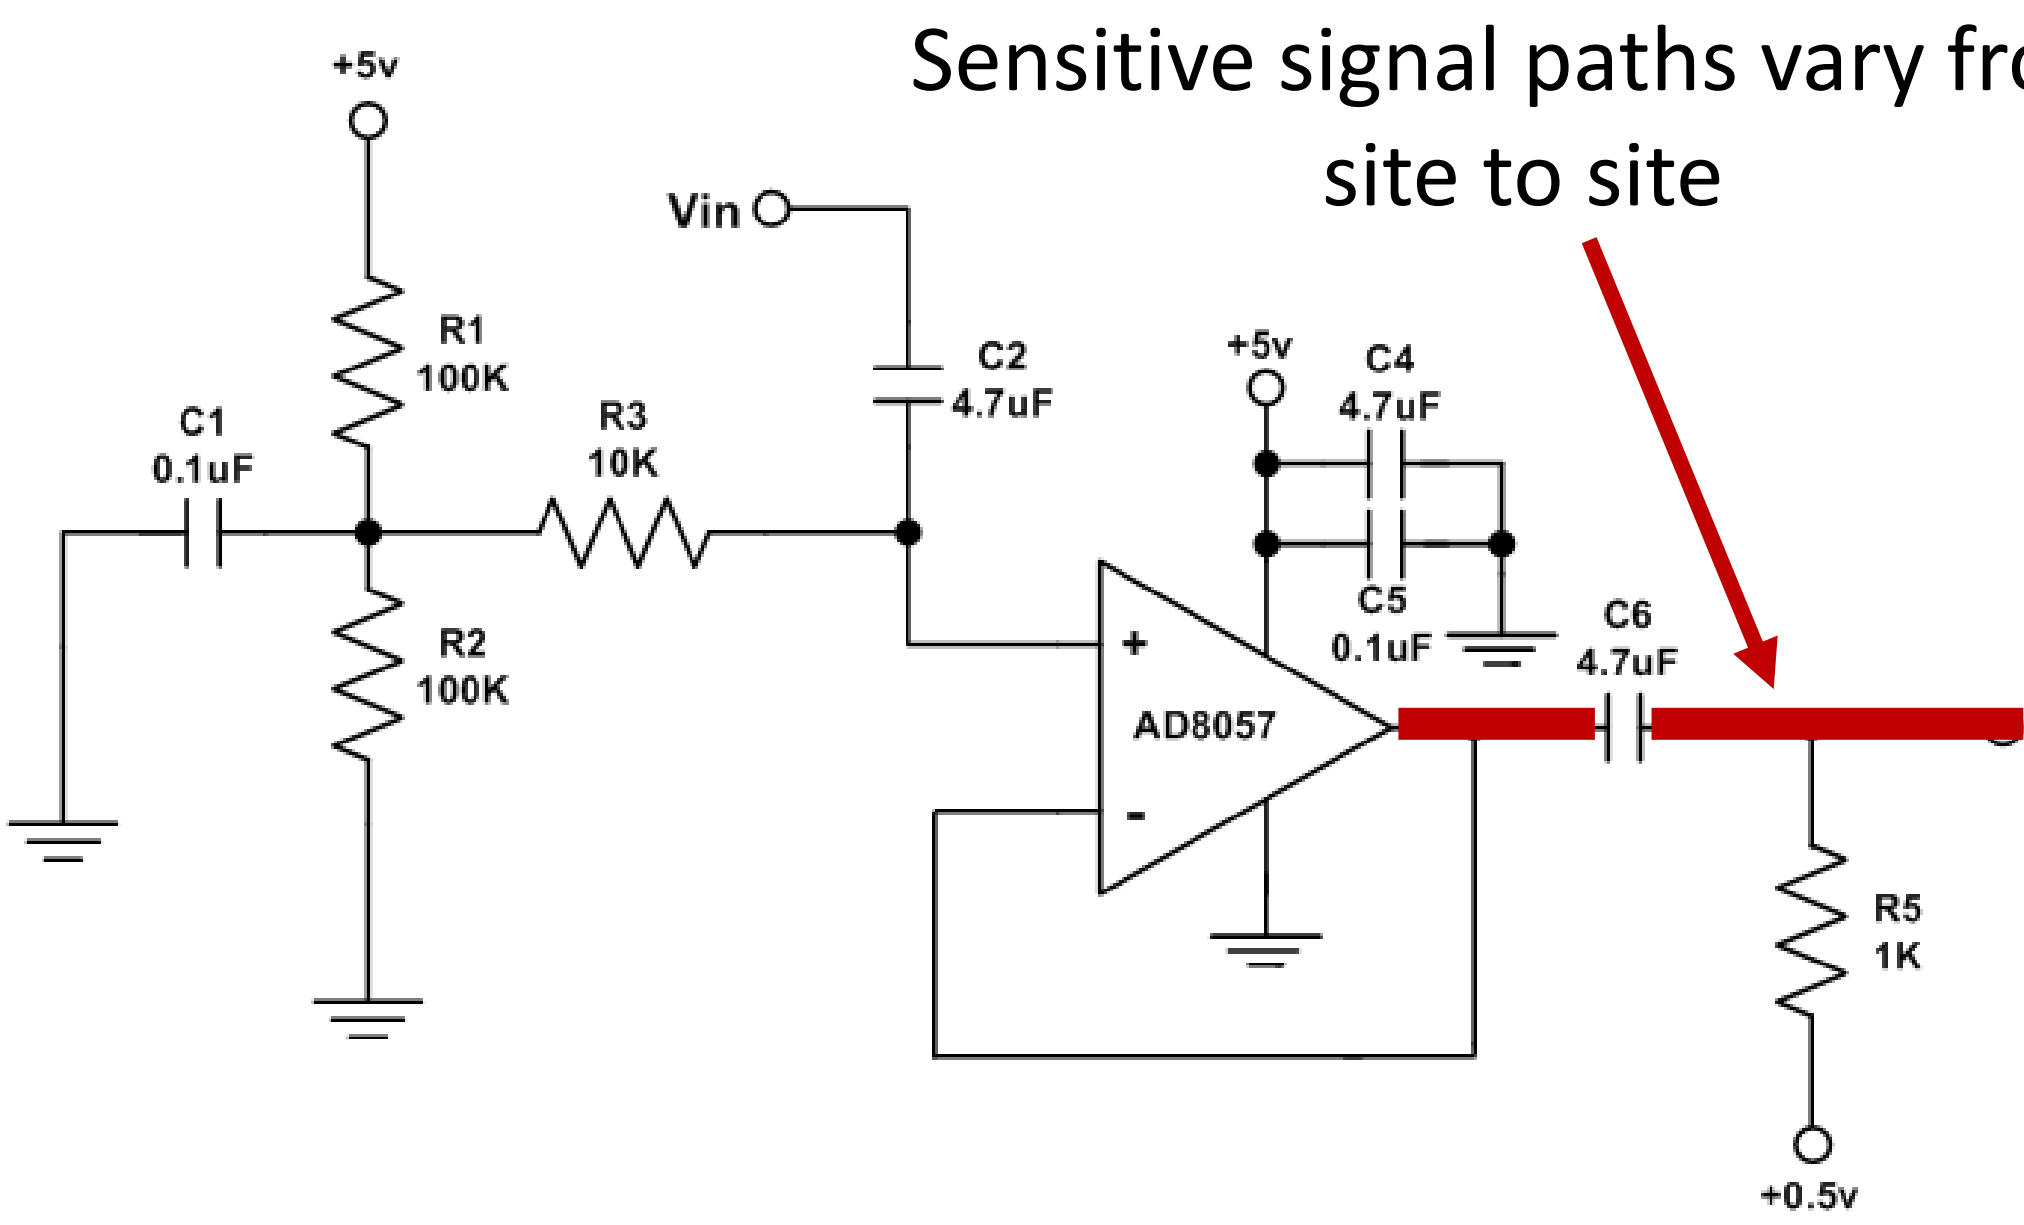 Sensitive signal paths vary
site to site
+5v
Vin
R1
100K
C1
0.1uF
R3
10K
C2
4.7uF
+5v
C4
4.7uF
R2
100K
+
AD8057
-
C5
0.1uF
C6
4.7uF
R5
1K
+0.5v